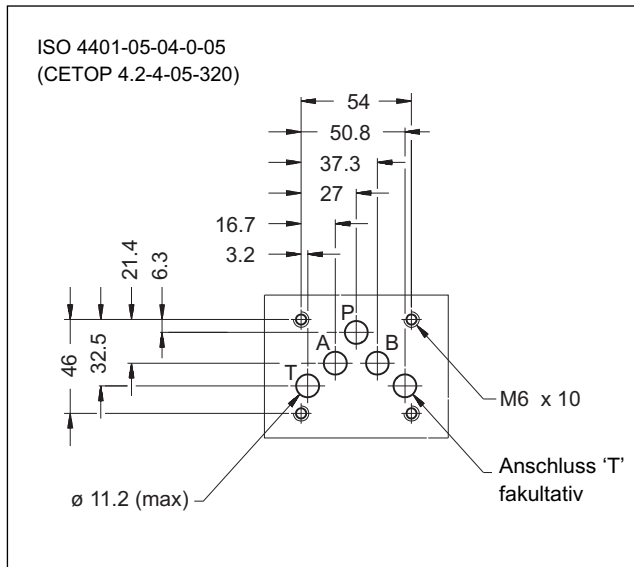 ISO 4401-05-04-0-05
(CETOP 4.2-4-05-320)
54
50.8
37.3
27
16.7
3.2
21.4
6.3
46
32.5
P
A
B
T
M6 x 10
ø 11.2 (max)
Anschluss ‘T’
fakultativ